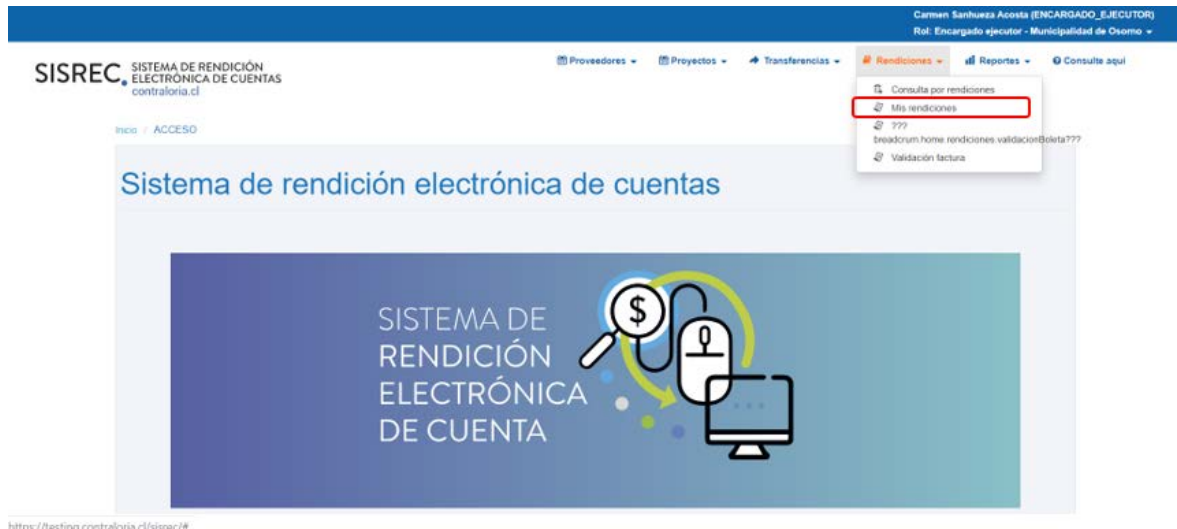 Carmen Sanhueza Acosta (ENCARGADO_EJECUTOR)
Rol: Encargado ejecutor - Municipalidad de Osorno
SISREC. SISTEMA DE RENDICIÓN
ELECTRÓNICA DE CUENTAS
contraloria.cl
Proveedores
Proyectos
Transferencias
Rendiciones
Reportes
Consulte aqui
Consulta por rendiciones
Mis rendiciones
???
breadcrum.home.rendiciones.validacionBoleta???
Validación factura
Inicio / ACCESO
Sistema de rendición electrónica de cuentas
SISTEMA DE
RENDICIÓN
ELECTRÓNICA
DE CUENTA
$
https://testing.contraloria.cl/sisrec/#